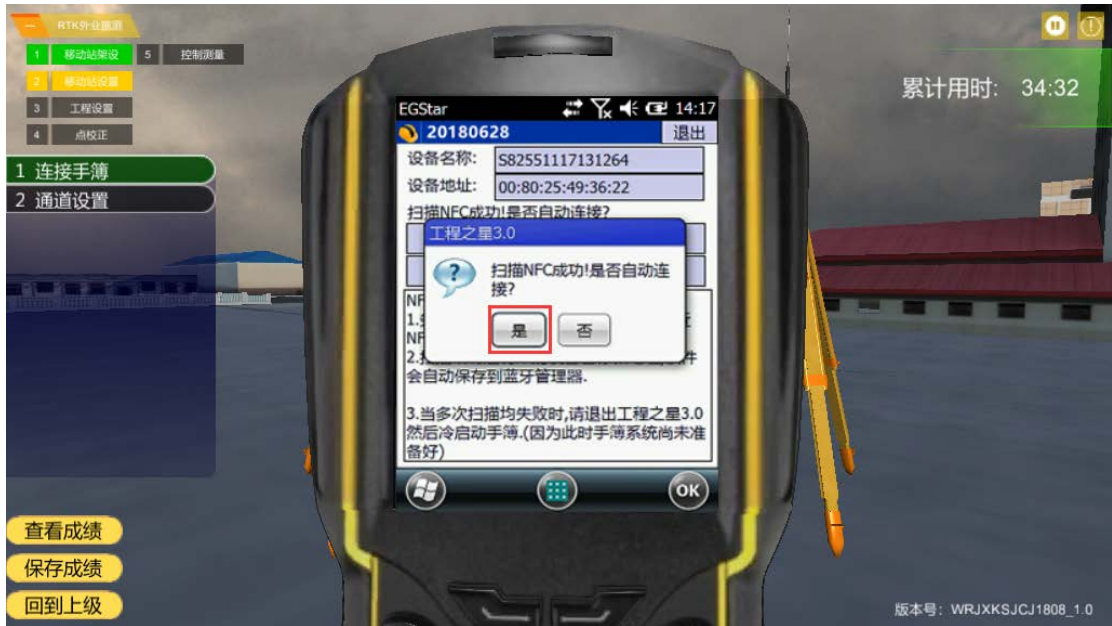 RTK外业施测
1 移动站架设 5 控制测量
2 移动站设置
3 工程设置
4 点校正
累计用时: 34:32
1 连接手簿
2 通道设置
EGStar 14:17
20180628 退出
设备名称: S82551117131264
设备地址: 00:80:25:49:36:22
扫描NFC成功!是否自动连接?
工程之星3.0
扫描NFC成功!是否自动连
接?
是 否
会自动保存到蓝牙管理器.
3.当多次扫描均失败时,请退出工程之星3.0
然后冷启动手簿.(因为此时手簿系统尚未准
备好)
OK
查看成绩
保存成绩
回到上级
版本号: WRJXKSJCJ1808_1.0